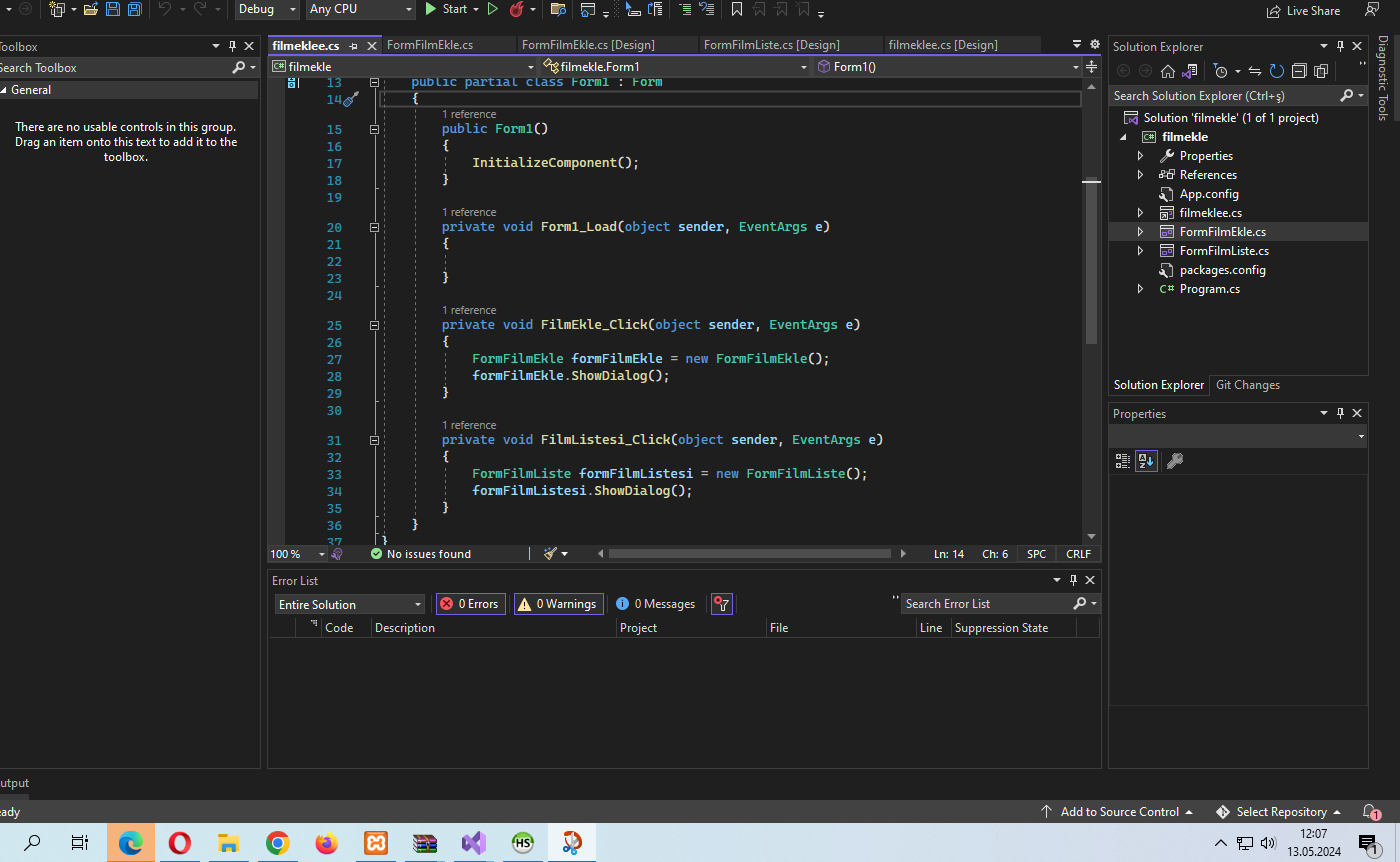 Debug Any CPU Start Live Share
Toolbox
Search Toolbox
General
There are no usable controls in this group.
Drag an item onto this text to add it to the
toolbox.
filmeklee.cs FormFilmEkle.cs FormFilmEkle.cs [Design] FormFilmListe.cs [Design] filmeklee.cs [Design]
C# filmekle filmekle.Form1 Form1()
13 public partial class Form1 : Form
14 {
1 reference
15 public Form1()
16 {
17 InitializeComponent();
18 }
19
1 reference
20 private void Form1_Load(object sender, EventArgs e)
21 {
22
23 }
24
1 reference
25 private void FilmEkle_Click(object sender, EventArgs e)
26 {
27 FormFilmEkle formFilmEkle = new FormFilmEkle();
28 formFilmEkle.ShowDialog();
29 }
30
1 reference
31 private void FilmListesi_Click(object sender, EventArgs e)
32 {
33 FormFilmListe formFilmListesi = new FormFilmListe();
34 formFilmListesi.ShowDialog();
35 }
36 }
37 }
100 % No issues found Ln: 14 Ch: 6 SPC CRLF
Error List
Entire Solution 0 Errors 0 Warnings 0 Messages Search Error List
Code Description Project File Line Suppression State
Solution Explorer
Search Solution Explorer (Ctrl+ş)
Solution 'filmekle' (1 of 1 project)
C# filmekle
Properties
References
App.config
filmeklee.cs
FormFilmEkle.cs
FormFilmListe.cs
packages.config
C# Program.cs
Solution Explorer Git Changes
Properties
Diagnostic Tools
utput
ady
Add to Source Control Select Repository 1
HS
12:07
13.05.2024
1